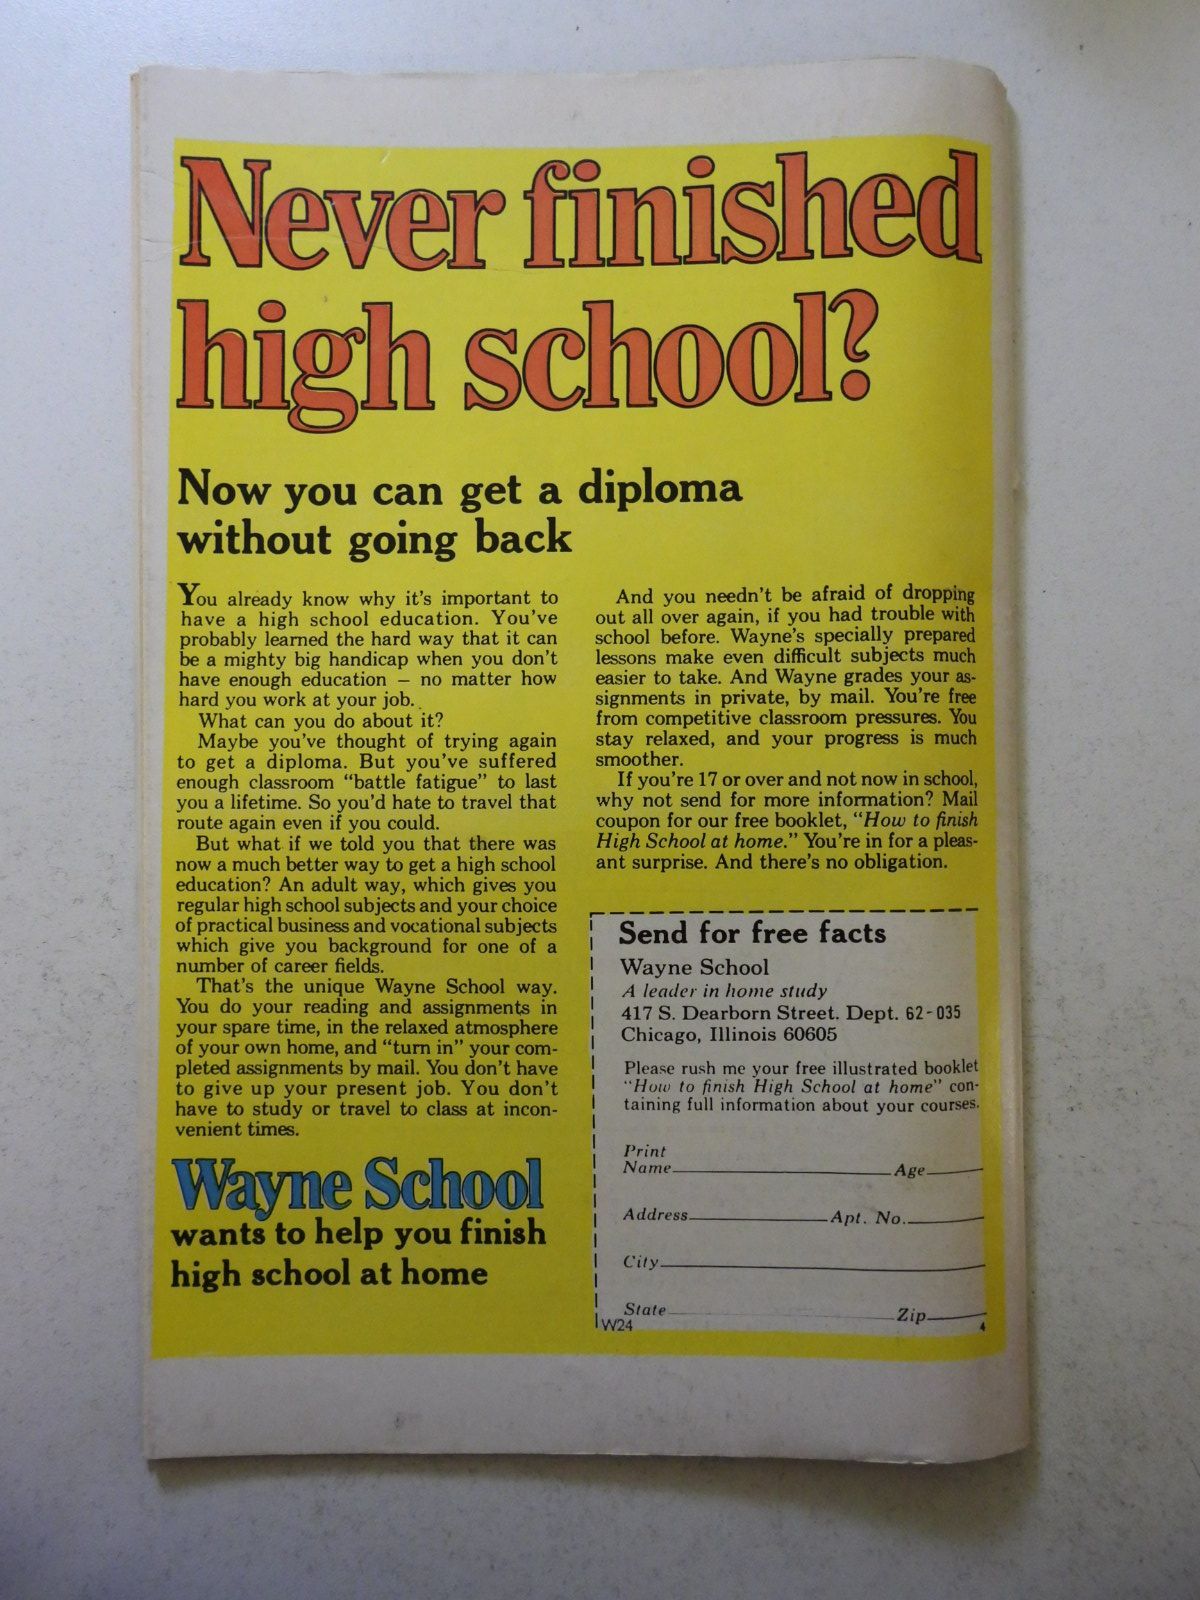 Never finished
high school?
Now you can get a diploma
without going back
You already know why it's important to
have a high school education. You've
probably learned the hard way that it can
be a mighty big handicap when you don't
have enough education – no matter how
hard you work at your job.
What can you do about it?
Maybe you've thought of trying again
to get a diploma. But you've suffered
enough classroom "battle fatigue" to last
you a lifetime. So you'd hate to travel that
route again even if you could.
But what if we told you that there was
now a much better way to get a high school
education? An adult way, which gives you
regular high school subjects and your choice
of practical business and vocational subjects
which give you background for one of a
number of career fields.
That's the unique Wayne School way.
You do your reading and assignments in
your spare time, in the relaxed atmosphere
of your own home, and "turn in" your com-
pleted assignments by mail. You don't have
to give up your present job. You don't
have to study or travel to class at incon-
venient times.
Wayne School
wants to help you finish
high school at home
And you needn't be afraid of dropping
out all over again, if you had trouble with
school before. Wayne's specially prepared
lessons make even difficult subjects much
easier to take. And Wayne grades your as-
signments in private, by mail. You're free
from competitive classroom pressures. You
stay relaxed, and your progress is much
smoother.
If you're 17 or over and not now in school,
why not send for more information? Mail
coupon for our free booklet, "How to finish
High School at home." You're in for a pleas-
ant surprise. And there's no obligation.
Send for free facts
Wayne School
A leader in home study
417 S. Dearborn Street. Dept. 62-035
Chicago, Illinois 60605
Please rush me your free illustrated booklet
"How to finish High School at home" con-
taining full information about your courses.
Print
Name Age
Address Apt. No.
City
State Zip
W24 4